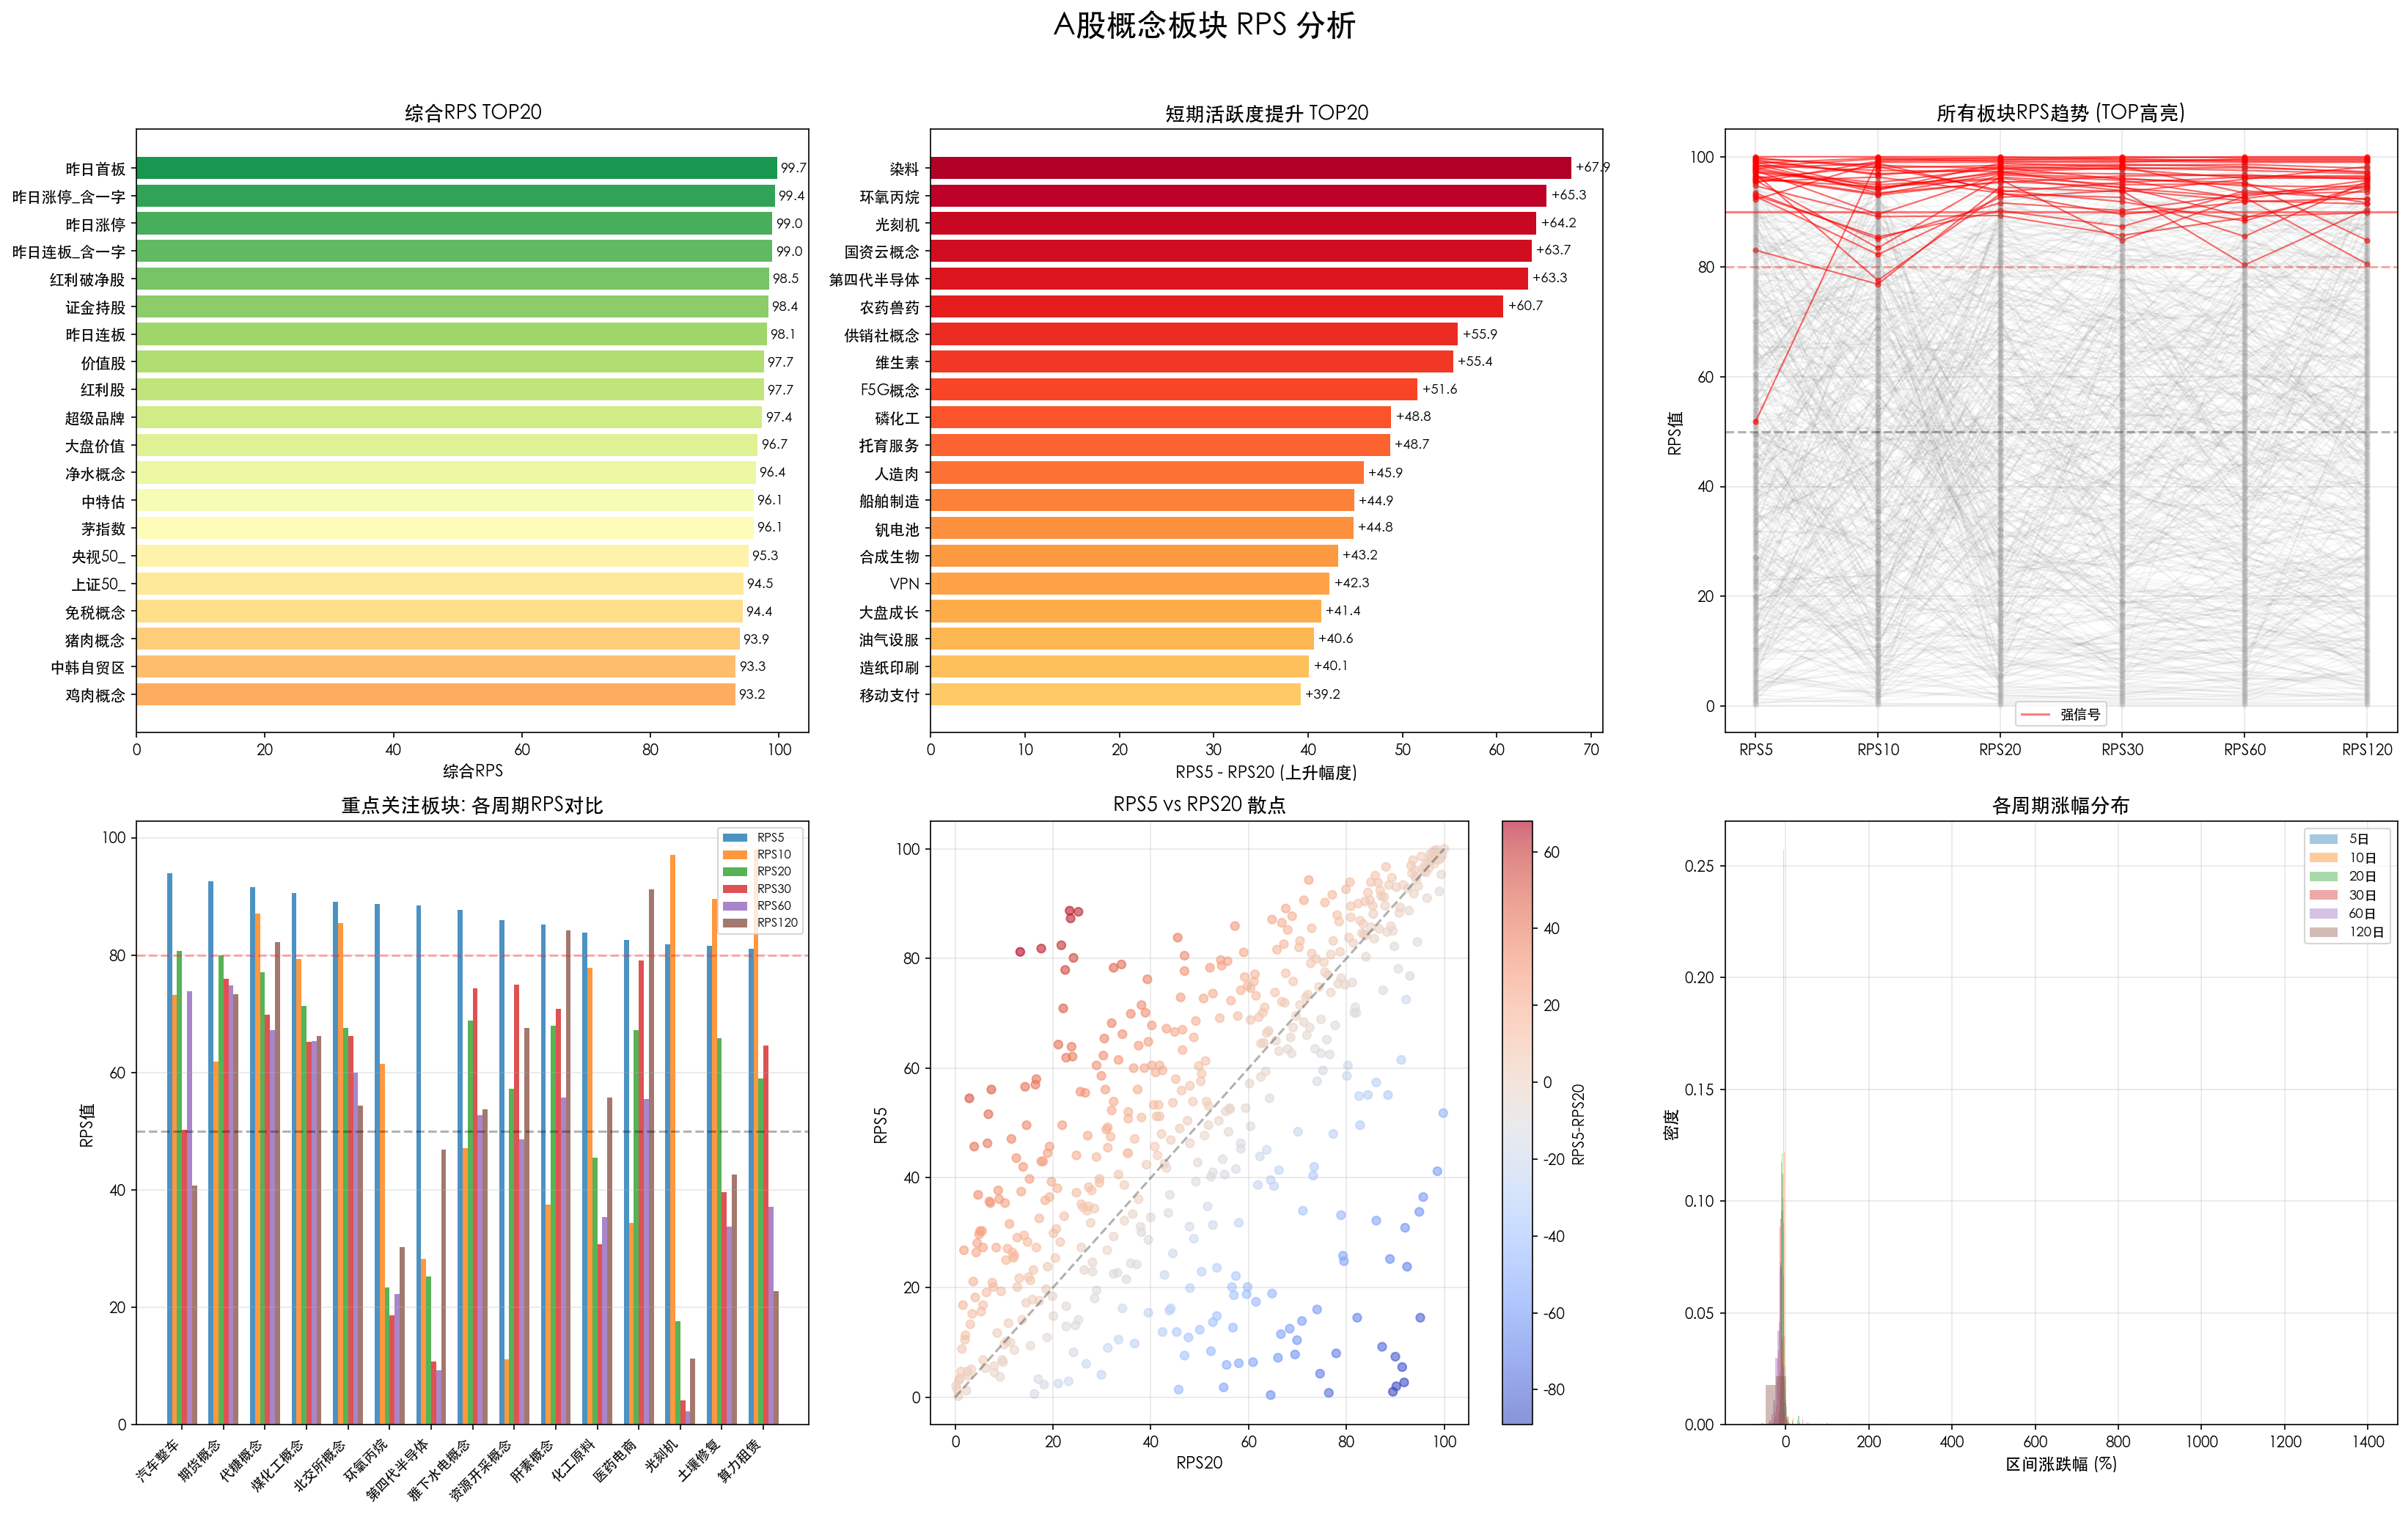 A股概念板块 RPS 分析
综合RPS TOP20
昨日首板 99.7
昨日涨停_含一字 99.4
昨日涨停 99.0
昨日连板_含一字 99.0
红利破净股 98.5
证金持股 98.4
昨日连板 98.1
价值股 97.7
红利股 97.7
超级品牌 97.4
大盘价值 96.7
净水概念 96.4
中特估 96.1
茅指数 96.1
央视50_ 95.3
上证50_ 94.5
免税概念 94.4
猪肉概念 93.9
中韩自贸区 93.3
鸡肉概念 93.2
0 20 40 60 80 100
综合RPS
短期活跃度提升 TOP20
染料 +67.9
环氧丙烷 +65.3
光刻机 +64.2
国资云概念 +63.7
第四代半导体 +63.3
农药兽药 +60.7
供销社概念 +55.9
维生素 +55.4
F5G概念 +51.6
磷化工 +48.8
托育服务 +48.7
人造肉 +45.9
船舶制造 +44.9
钒电池 +44.8
合成生物 +43.2
VPN +42.3
大盘成长 +41.4
油气设服 +40.6
造纸印刷 +40.1
移动支付 +39.2
0 10 20 30 40 50 60 70
RPS5 - RPS20 (上升幅度)
所有板块RPS趋势 (TOP高亮)
RPS值
100
80
60
40
20
0
强信号
RPS5 RPS10 RPS20 RPS30 RPS60 RPS120
重点关注板块: 各周期RPS对比
RPS值
100
80
60
40
20
0
RPS5
RPS10
RPS20
RPS30
RPS60
RPS120
汽车整车
期货概念
代糖概念
煤化工概念
北交所概念
环氧丙烷
第四代半导体
雅下水电概念
资源开采概念
肝素概念
化工原料
医药电商
光刻机
土壤修复
算力租赁
RPS5 vs RPS20 散点
RPS5
100
80
60
40
20
0
0 20 40 60 80 100
RPS20
60
40
20
0
-20
-40
-60
-80
RPS5-RPS20
各周期涨幅分布
密度
0.25
0.20
0.15
0.10
0.05
0.00
5日
10日
20日
30日
60日
120日
0 200 400 600 800 1000 1200 1400
区间涨跌幅 (%)